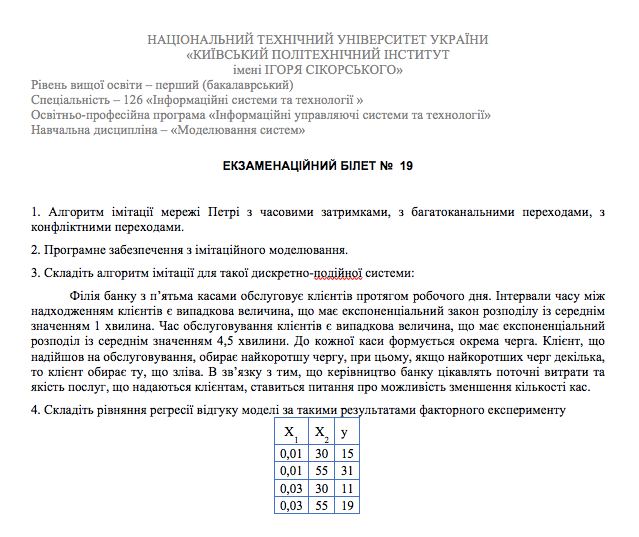 НАЦІОНАЛЬНИЙ ТЕХНІЧНИЙ УНІВЕРСИТЕТ УКРАЇНИ
«КИЇВСЬКИЙ ПОЛІТЕХНІЧНИЙ ІНСТИТУТ
імені ІГОРЯ СІКОРСЬКОГО»
Рівень вищої освіти – перший (бакалаврський)
Спеціальність – 126 «Інформаційні системи та технології »
Освітньо-професійна програма «Інформаційні управляючі системи та технології»
Навчальна дисципліна – «Моделювання систем»
ЕКЗАМЕНАЦІЙНИЙ БІЛЕТ № 19
1. Алгоритм імітації мережі Петрі з часовими затримками, з багатоканальними переходами, з
конфліктними переходами.
2. Програмне забезпечення з імітаційного моделювання.
3. Складіть алгоритм імітації для такої дискретно-подійної системи:
Філія банку з п’ятьма касами обслуговує клієнтів протягом робочого дня. Інтервали часу між
надходженням клієнтів є випадкова величина, що має експоненціальний закон розподілу із середнім
значенням 1 хвилина. Час обслуговування клієнтів є випадкова величина, що має експоненціальний
розподіл із середнім значенням 4,5 хвилини. До кожної каси формується окрема черга. Клієнт, що
надійшов на обслуговування, обирає найкоротшу чергу, при цьому, якщо найкоротших черг декілька,
то клієнт обирає ту, що зліва. В зв’язку з тим, що керівництво банку цікавлять поточні витрати та
якість послуг, що надаються клієнтам, ставиться питання про можливість зменшення кількості кас.
4. Складіть рівняння регресії відгуку моделі за такими результатами факторного експерименту
X1 X2 y
0,01 30 15
0,01 55 31
0,03 30 11
0,03 55 19